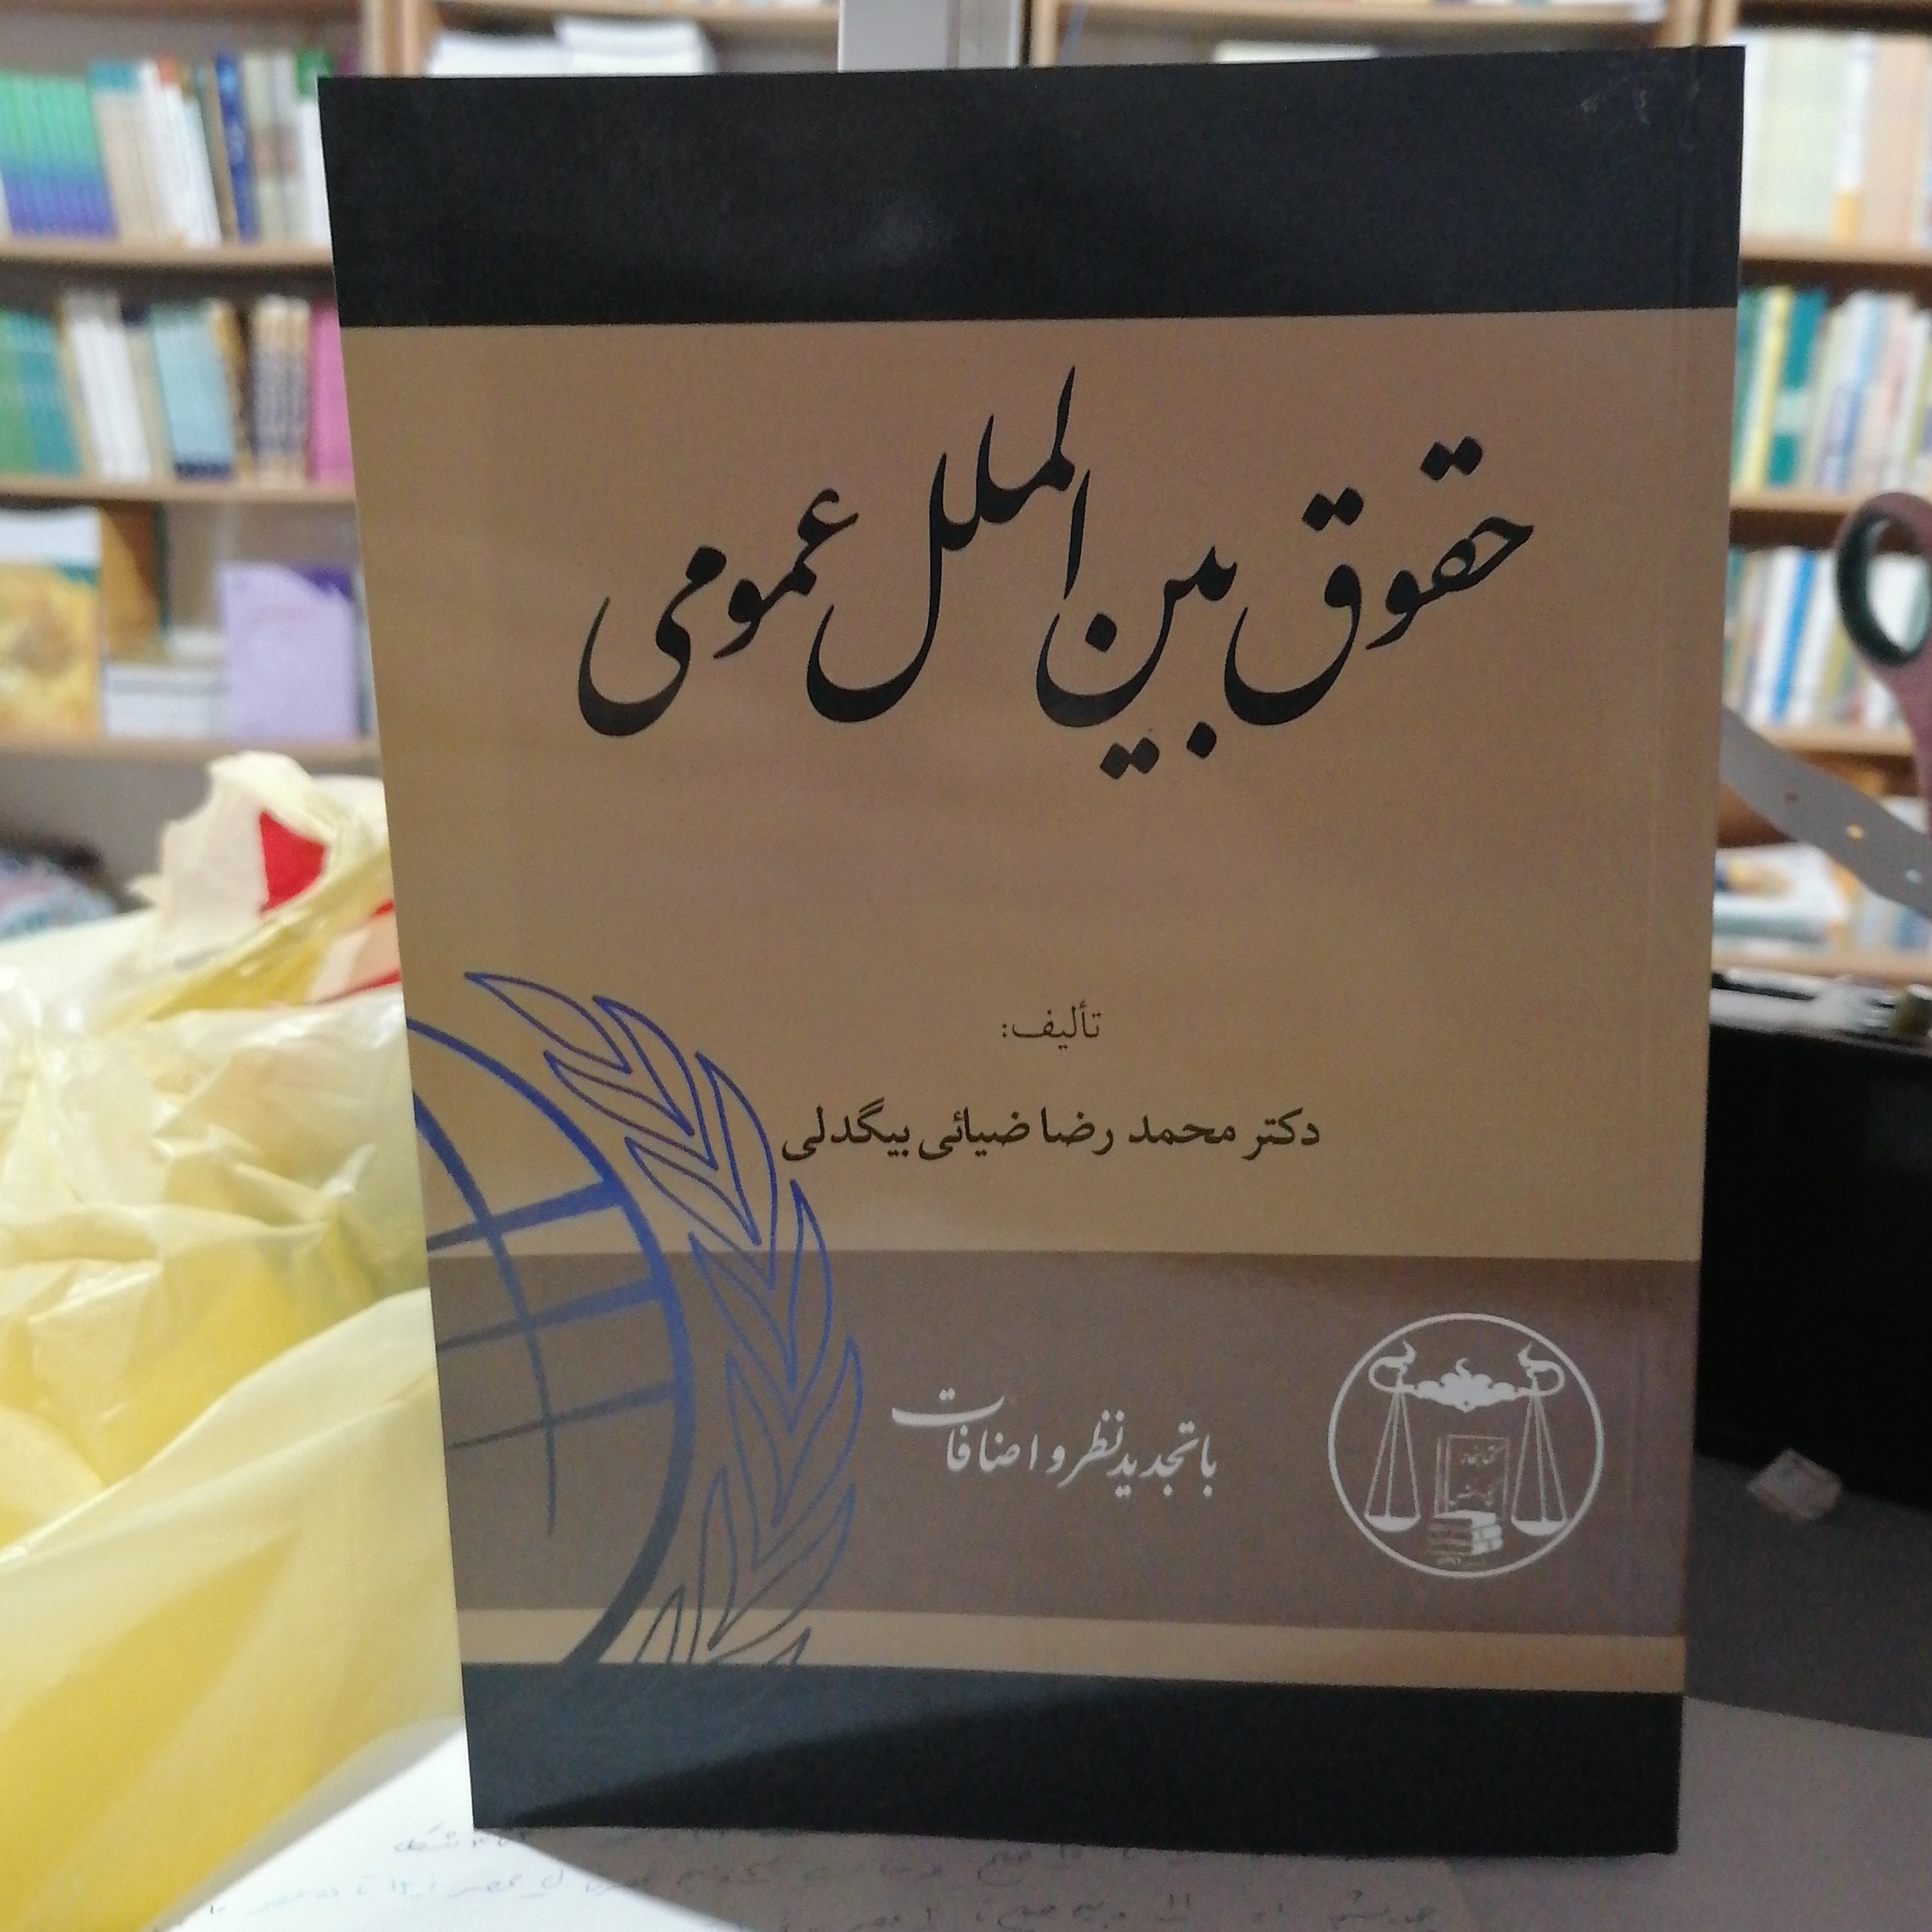 حقوق بین الملل عمومی
تألیف:
دکتر محمد رضا ضیائی بیگدلی
با تجدید نظر و اضافات